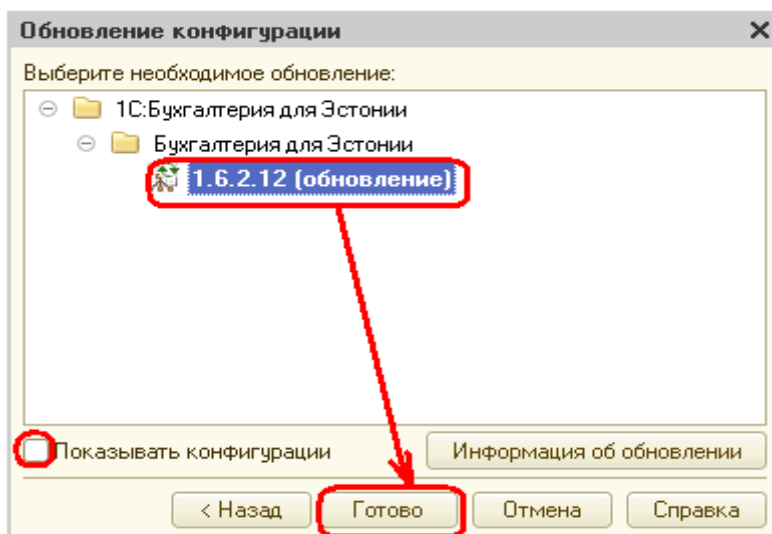 Обновление конфигурации
Выберите необходимое обновление:
1С:Бухгалтерия для Эстонии
Бухгалтерия для Эстонии
1.6.2.12 (обновление)
Показывать конфигурации
Информация об обновлении
< Назад
Готово
Отмена
Справка